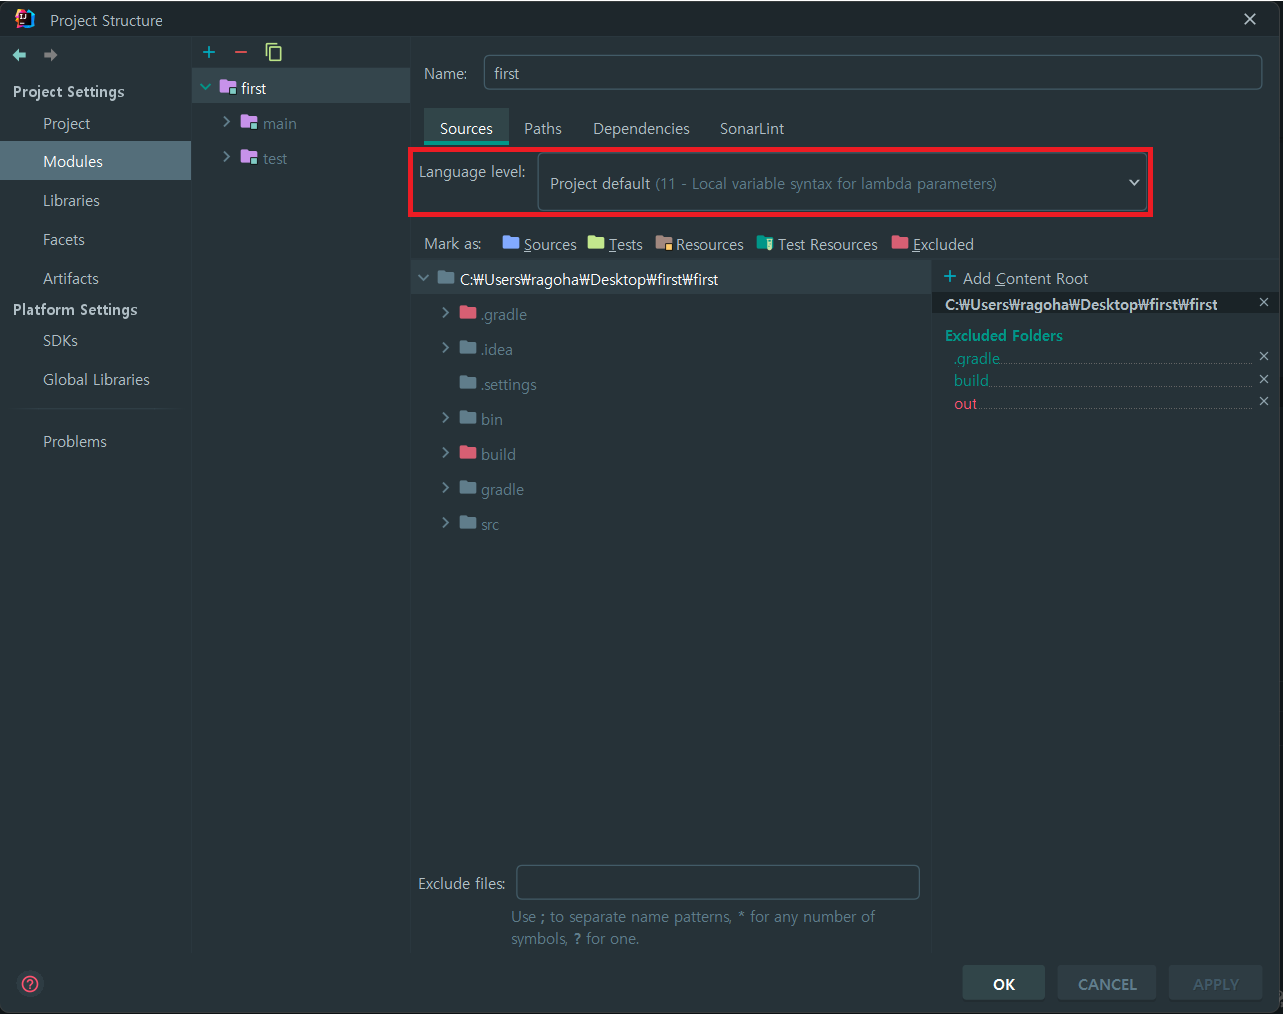 Project Structure
Project Settings
Project
Modules
Libraries
Facets
Artifacts
Platform Settings
SDKs
Global Libraries
Problems
first
main
test
Name: first
Sources Paths Dependencies SonarLint
Language level: Project default (11 - Local variable syntax for lambda parameters)
Mark as: Sources Tests Resources Test Resources Excluded
C:₩Users₩ragoha₩Desktop₩first₩first
.gradle
.idea
.settings
bin
build
gradle
src
Add Content Root
C:₩Users₩ragoha₩Desktop₩first₩first
Excluded Folders
.gradle
build
out
Exclude files:
Use ; to separate name patterns, * for any number of
symbols, ? for one.
OK CANCEL APPLY